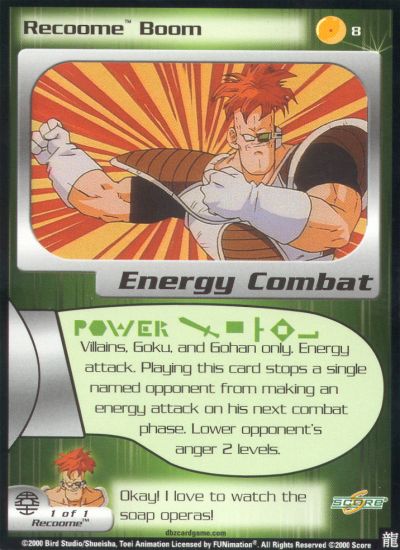 Recoome™ Boom
8
Energy Combat
POWER
Villains, Goku, and Gohan only. Energy
attack. Playing this card stops a single
named opponent from making an
energy attack on his next combat
phase. Lower opponent's
anger 2 levels.
1 of 1
Recoome™
Okay! I love to watch the
soap operas!
SCORE
龍
dbzcardgame.com
©2000 Bird Studio/Shueisha, Toei Animation Licensed by FUNimation®. All Rights Reserved ©2000 Score